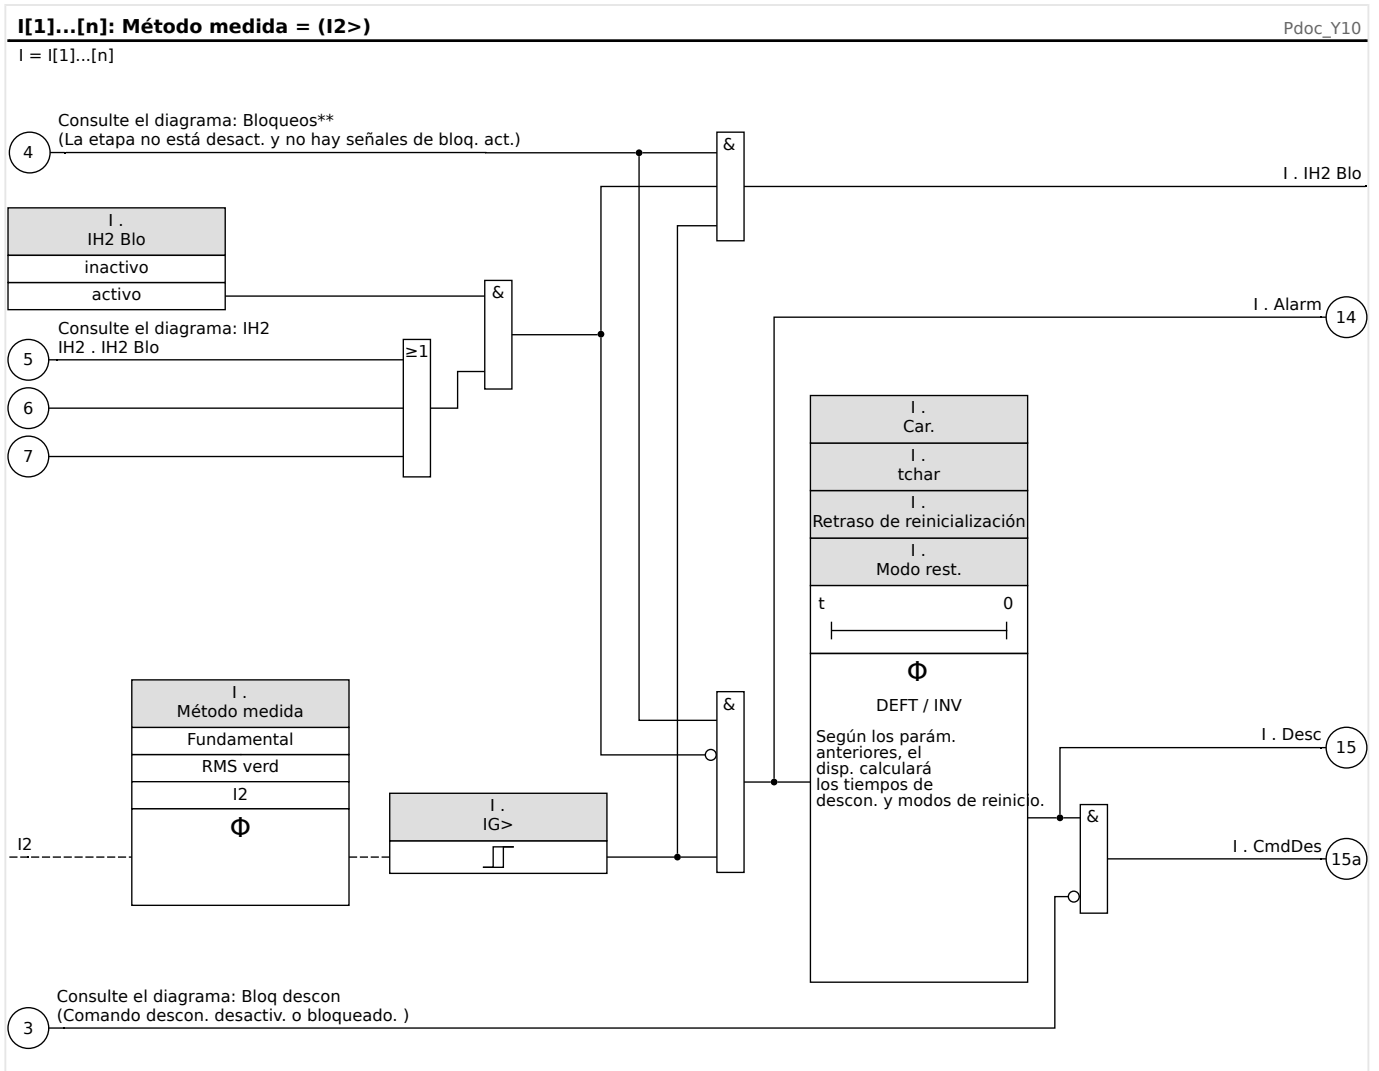 I[1]...[n]: Método medida = (I2>)
Pdoc_Y10
I = I[1]...[n]
Consulte el diagrama: Bloqueos**
(La etapa no está desact. y no hay señales de bloq. act.)
4
&
I . IH2 Blo
I .
IH2 Blo
inactivo
activo
&
I . Alarm
14
Consulte el diagrama: IH2
IH2 . IH2 Blo
5
≥1
6
7
I .
Car.
I .
tchar
I .
Retraso de reinicialización
I .
Modo rest.
t 0
Φ
DEFT / INV
Según los parám.
anteriores, el
disp. calculará
los tiempos de
descon. y modos de reinicio.
I .
Método medida
Fundamental
RMS verd
I2
Φ
I2
I .
IG>
&
I . Desc
15
&
I . CmdDes
15a
Consulte el diagrama: Bloq descon
(Comando descon. desactiv. o bloqueado. )
3